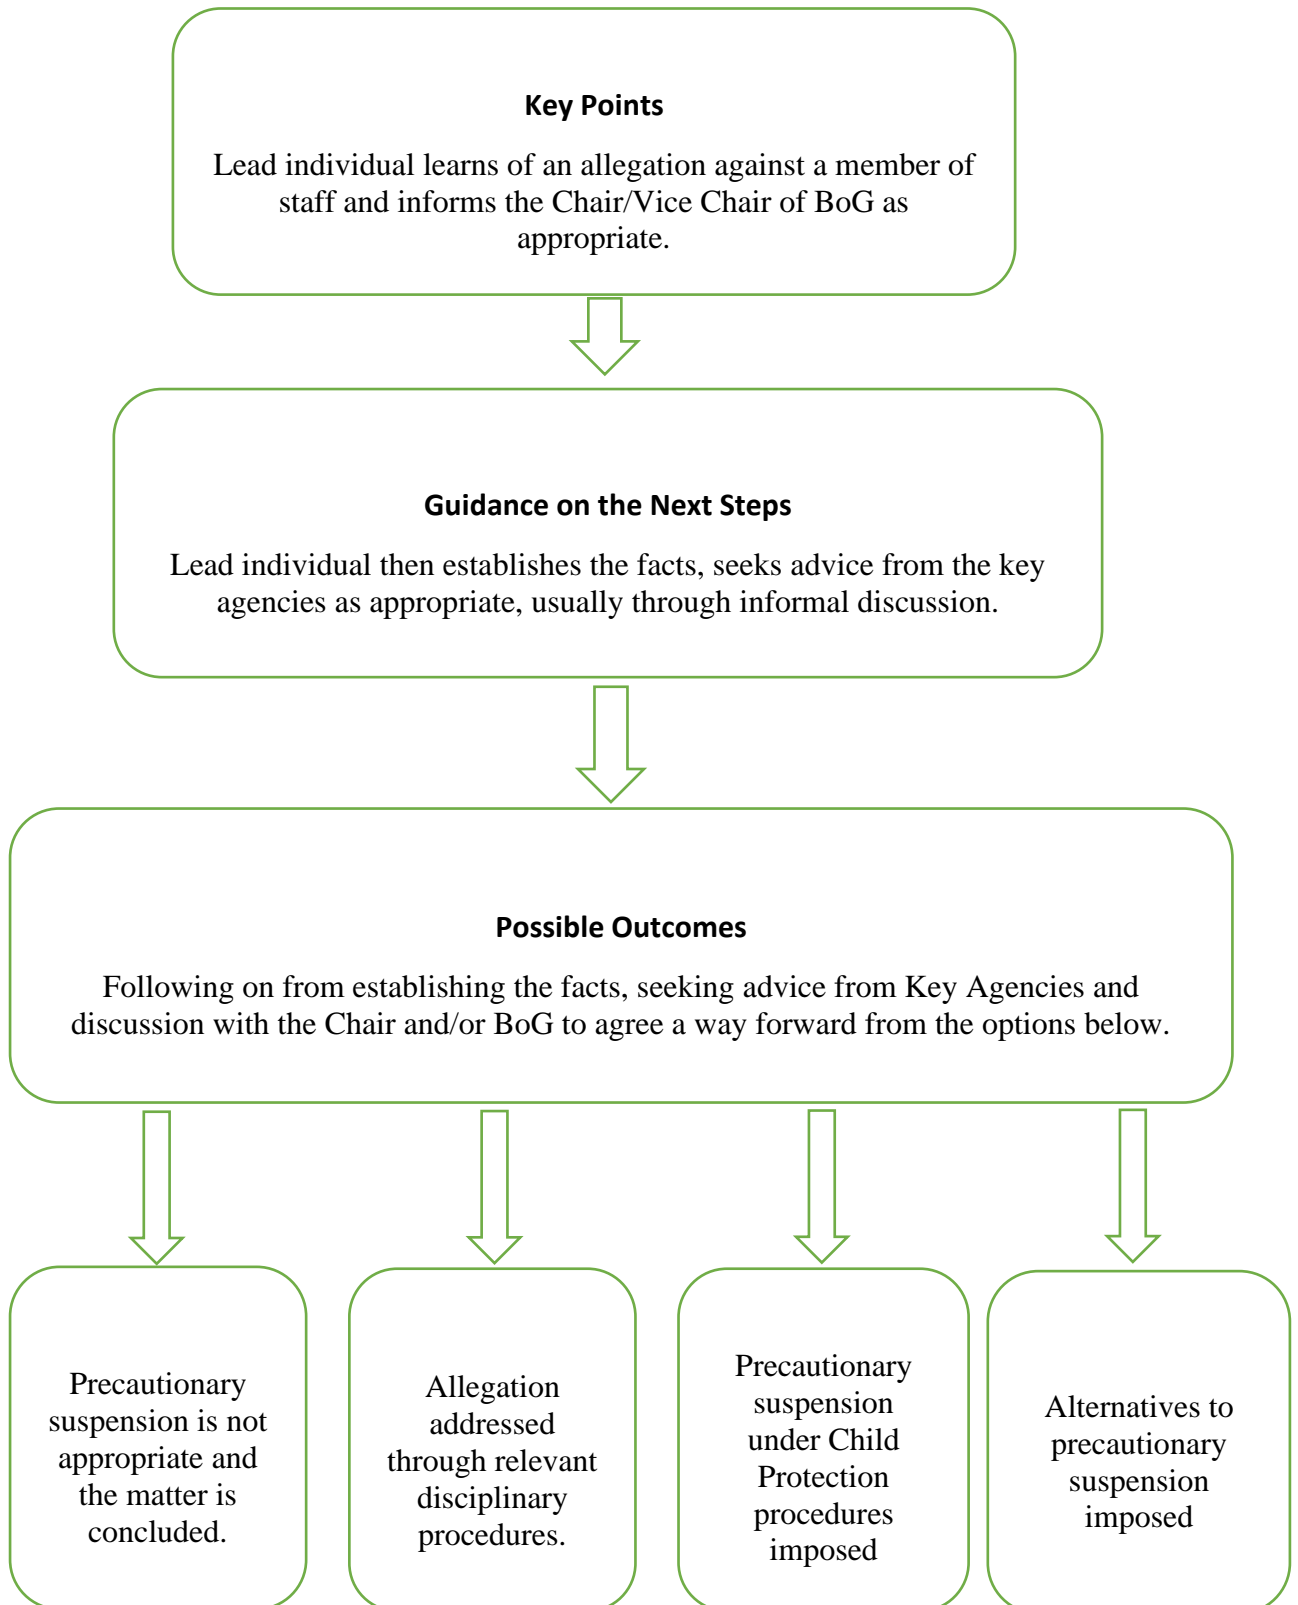 Key Points
Lead individual learns of an allegation against a member of
staff and informs the Chair/Vice Chair of BoG as
appropriate.
Guidance on the Next Steps
Lead individual then establishes the facts, seeks advice from the key
agencies as appropriate, usually through informal discussion.
Possible Outcomes
Following on from establishing the facts, seeking advice from Key Agencies and
discussion with the Chair and/or BoG to agree a way forward from the options below.
Precautionary
suspension is not
appropriate and
the matter is
concluded.
Allegation
addressed
through relevant
disciplinary
procedures.
Precautionary
suspension
under Child
Protection
procedures
imposed
Alternatives to
precautionary
suspension
imposed